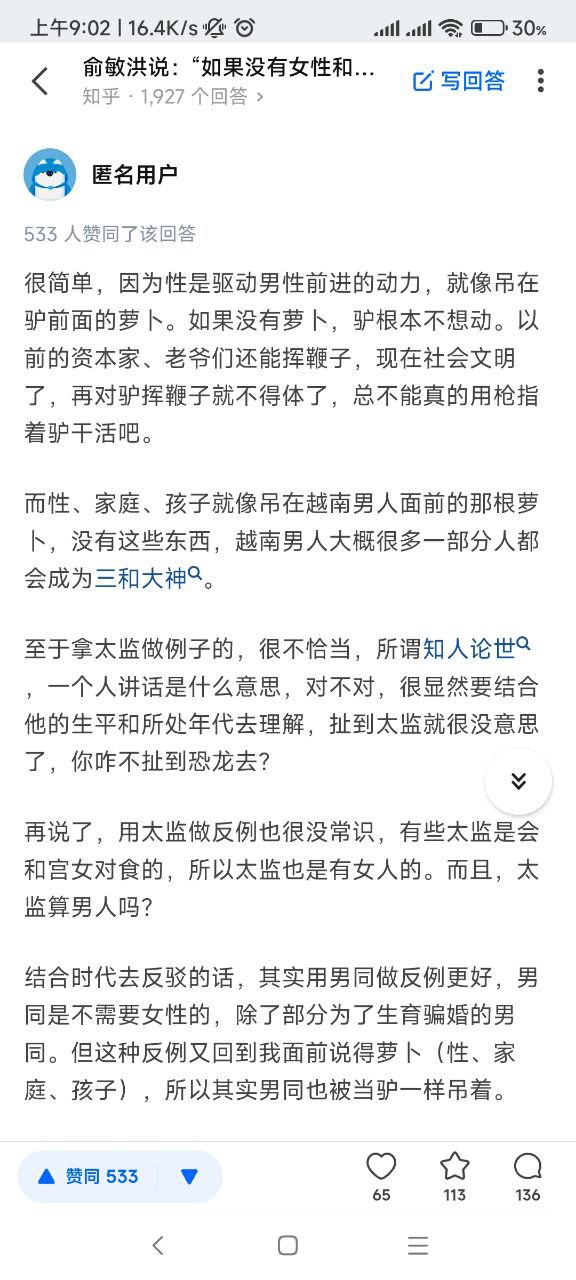 上午9:02 | 16.4K/s
30%
俞敏洪说：“如果没有女性和...
知乎 · 1,927 个回答 >
写回答
匿名用户
533 人赞同了该回答
很简单，因为性是驱动男性前进的动力，就像吊在
驴前面的萝卜。如果没有萝卜，驴根本不想动。以
前的资本家、老爷们还能挥鞭子，现在社会文明
了，再对驴挥鞭子就不得体了，总不能真的用枪指
着驴干活吧。
而性、家庭、孩子就像吊在越南男人面前的那根萝
卜，没有这些东西，越南男人大概很多一部分人都
会成为三和大神。
至于拿太监做例子的，很不恰当，所谓知人论世
，一个人讲话是什么意思，对不对，很显然要结合
他的生平和所处年代去理解，扯到太监就很没意思
了，你咋不扯到恐龙去？
再说了，用太监做反例也很没常识，有些太监是会
和宫女对食的，所以太监也是有女人的。而且，太
监算男人吗？
结合时代去反驳的话，其实用男同做反例更好，男
同是不需要女性的，除了部分为了生育骗婚的男
同。但这种反例又回到我面前说得萝卜（性、家
庭、孩子），所以其实男同也被当驴一样吊着。
赞同 533
65
113
136